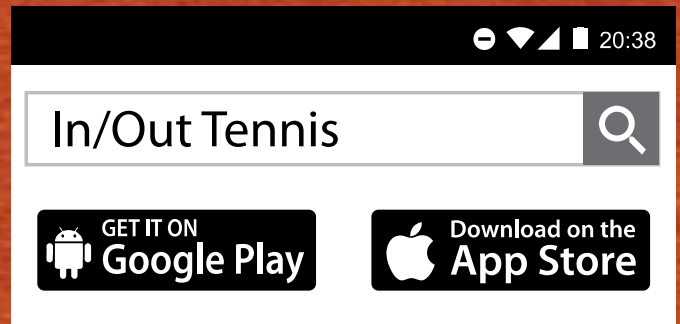 20:38
In/Out Tennis
GET IT ON
Google Play
Download on the
App Store